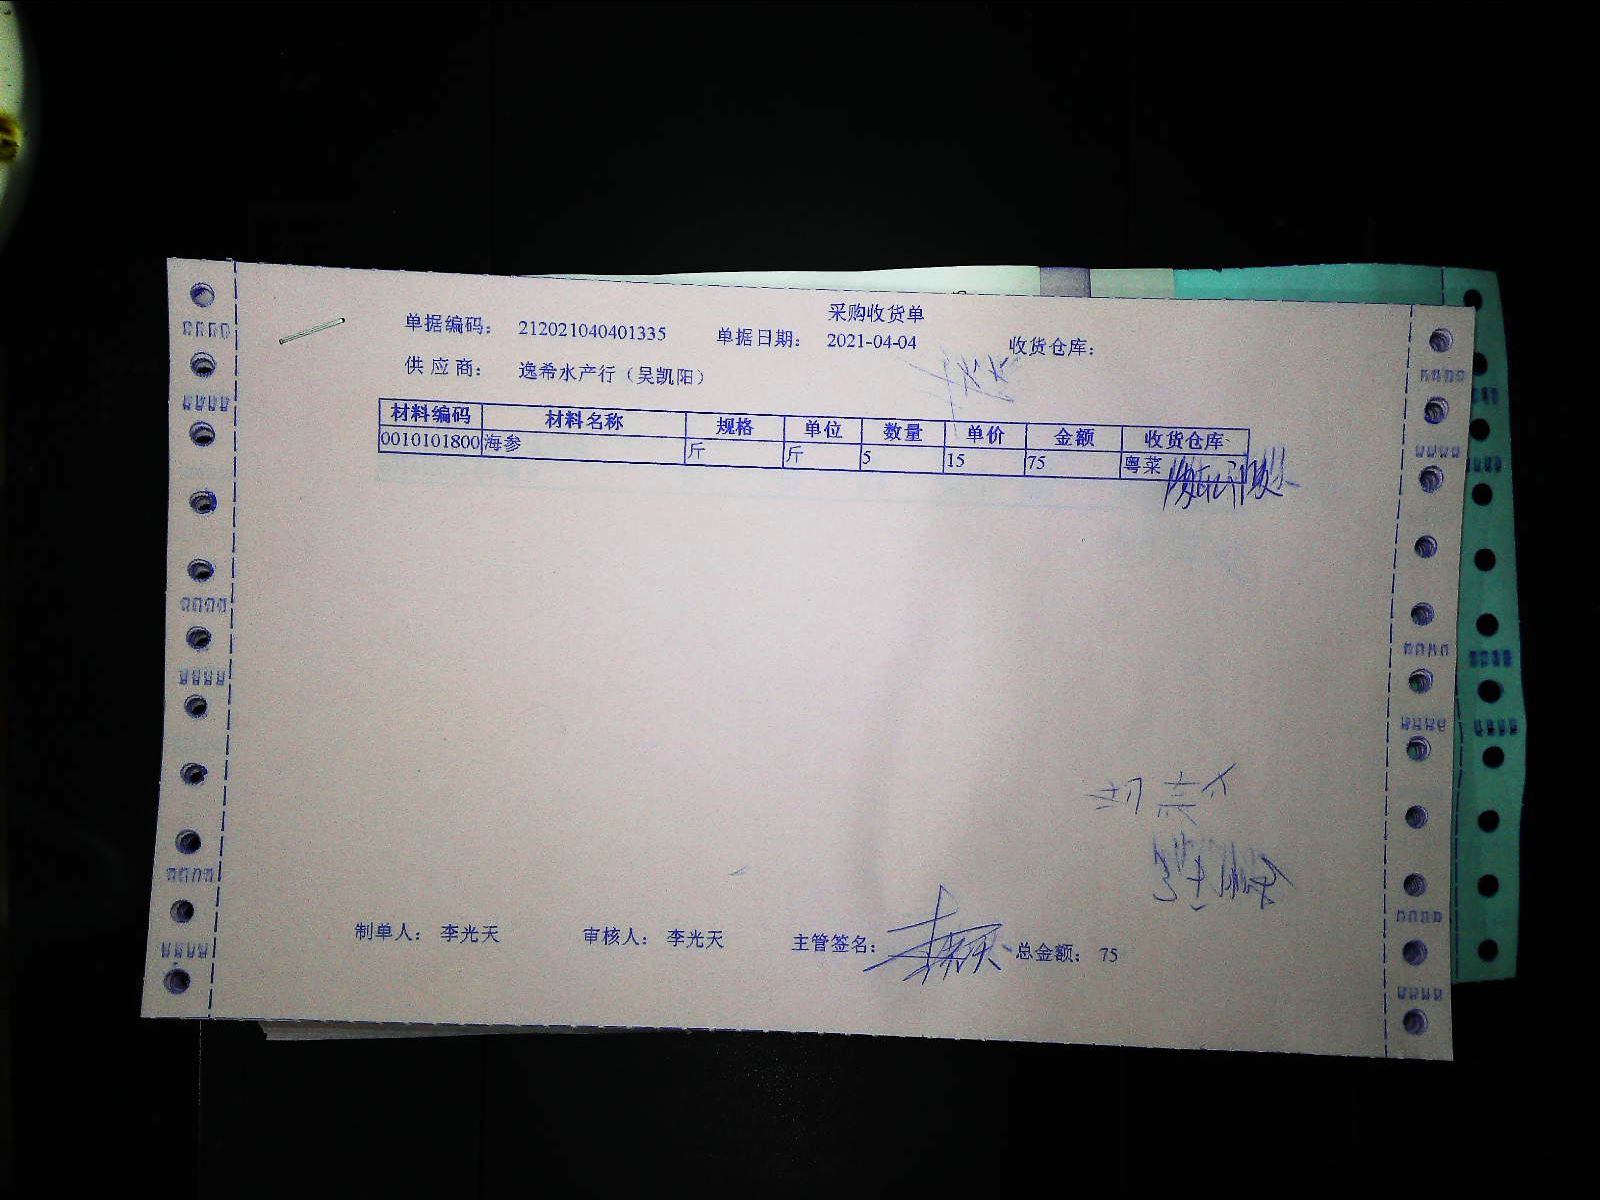 采购收货单
单据编码： 212021040401335 单据日期： 2021-04-04 收货仓库：
供应商： 逸希水产行（吴凯阳）
材料编码 材料名称 规格 单位 数量 单价 金额 收货仓库
0010101800 海参 斤 斤 5 15 75 粤菜
制单人： 李光天 审核人： 李光天 主管签名： 总金额： 75